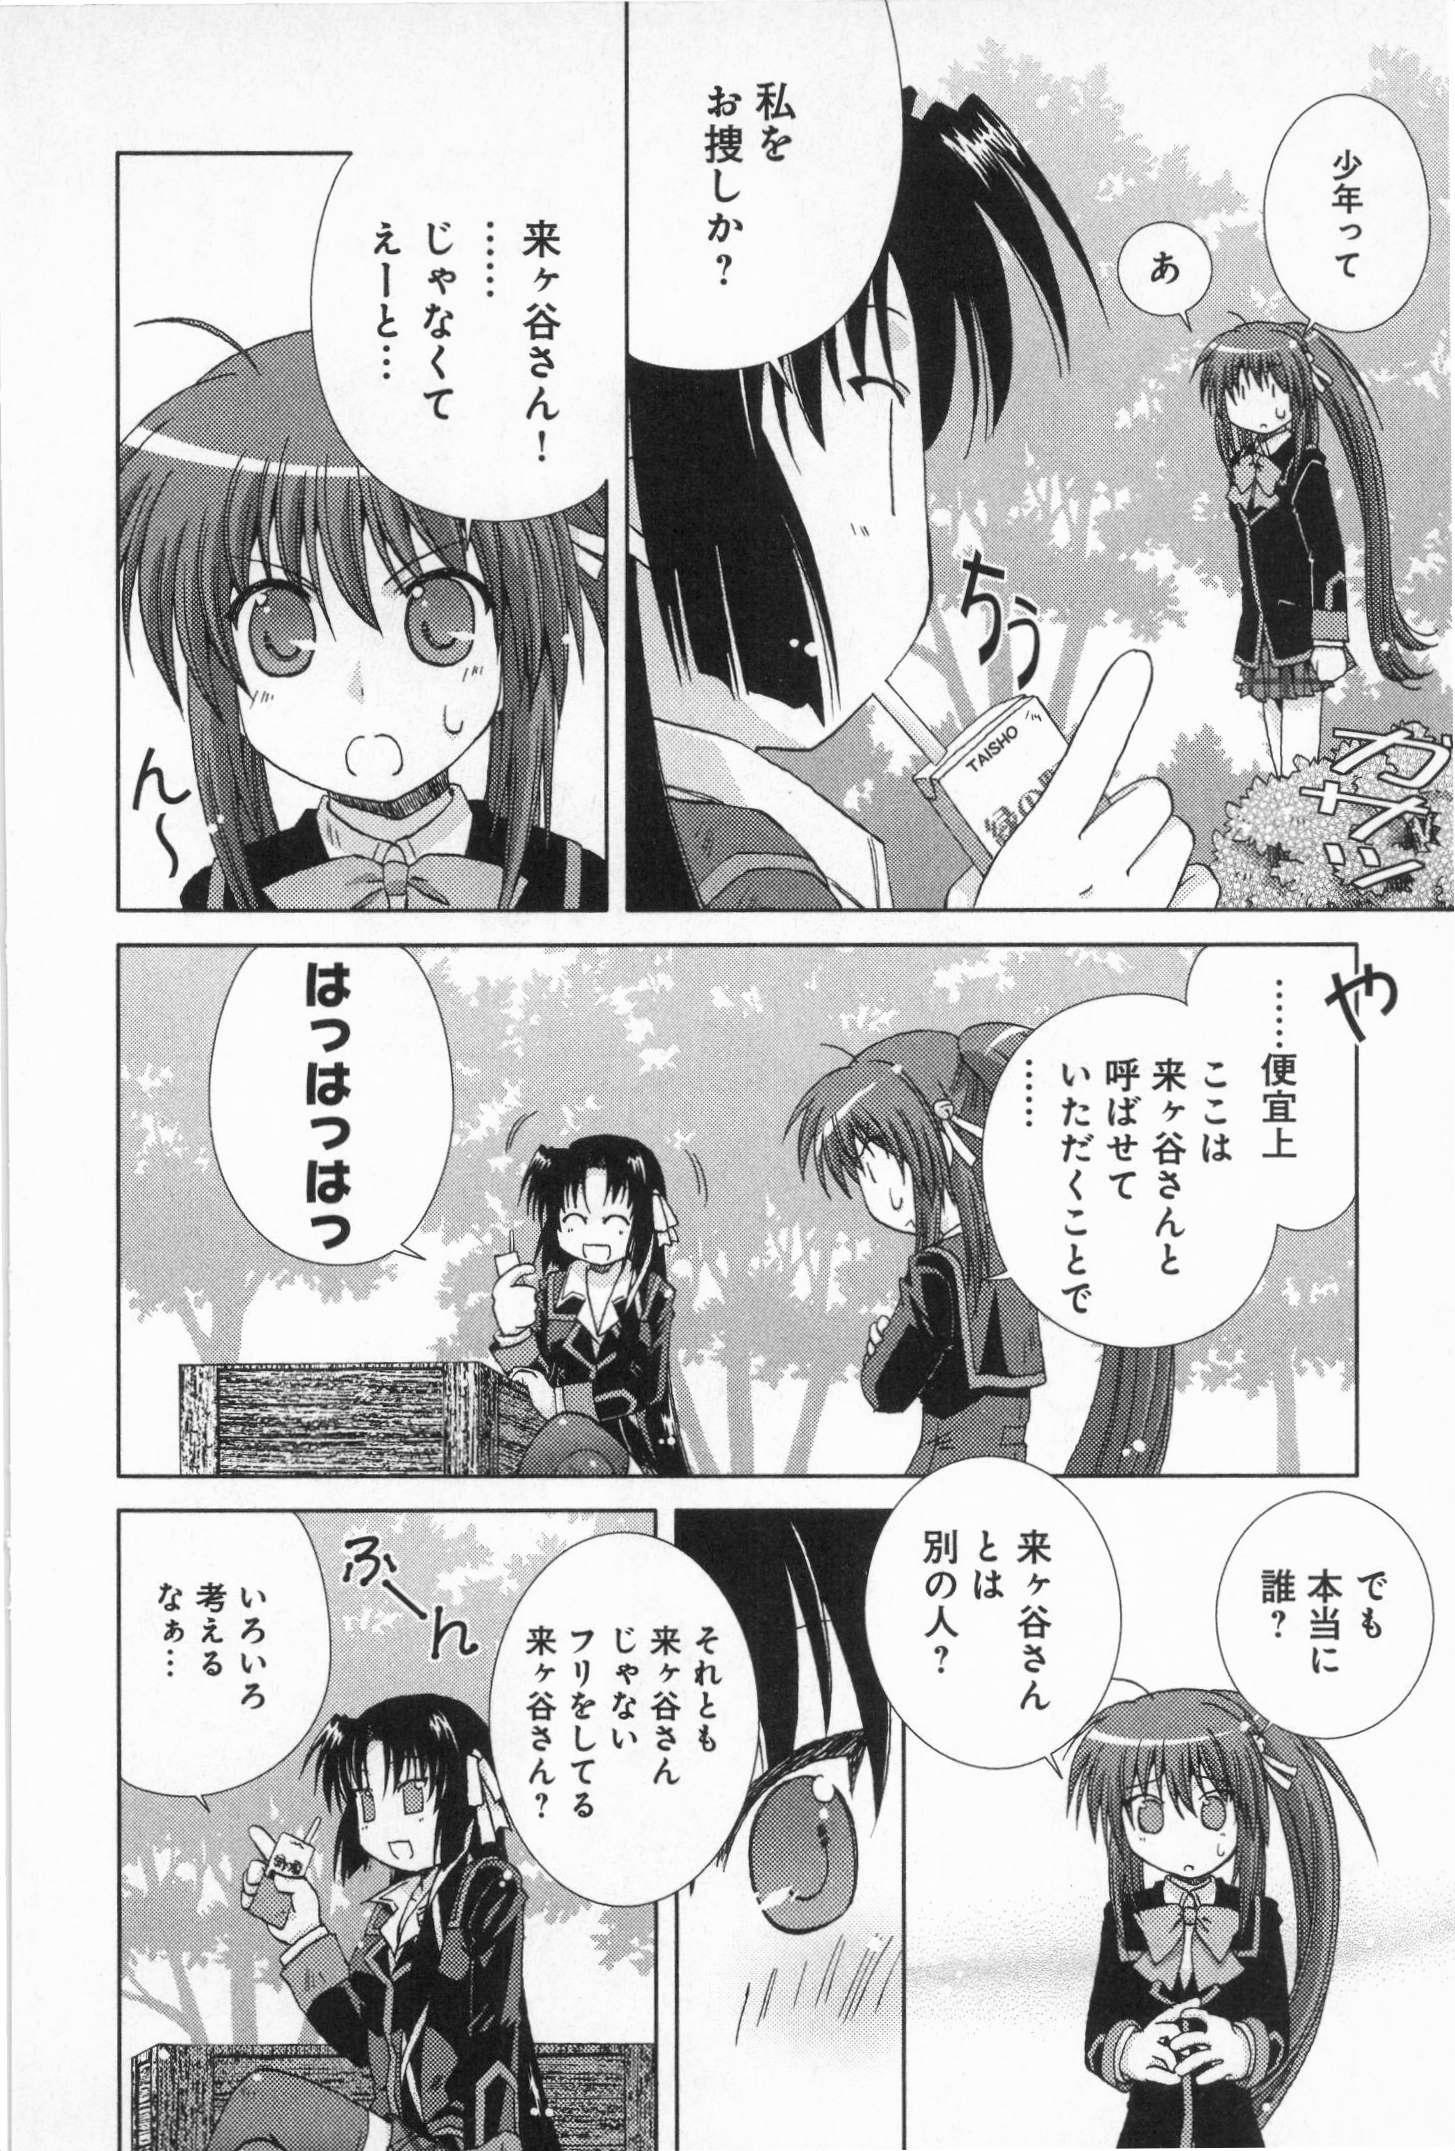 少年って
あ
ガサッ
私を
お捜しか?
ちう
TAISHO
緑の
来ヶ谷さん!
……
じゃなくて
えーと…
ん〜
や
……便宜上
ここは
来ヶ谷さんと
呼ばせて
いただくことで
……
はっはっはっ
でも
本当に
誰?
来ヶ谷さん
とは
別の人?
それとも
来ヶ谷さん
じゃない
フリをしてる
来ヶ谷さん?
ふーん
いろいろ
考える
なぁ…